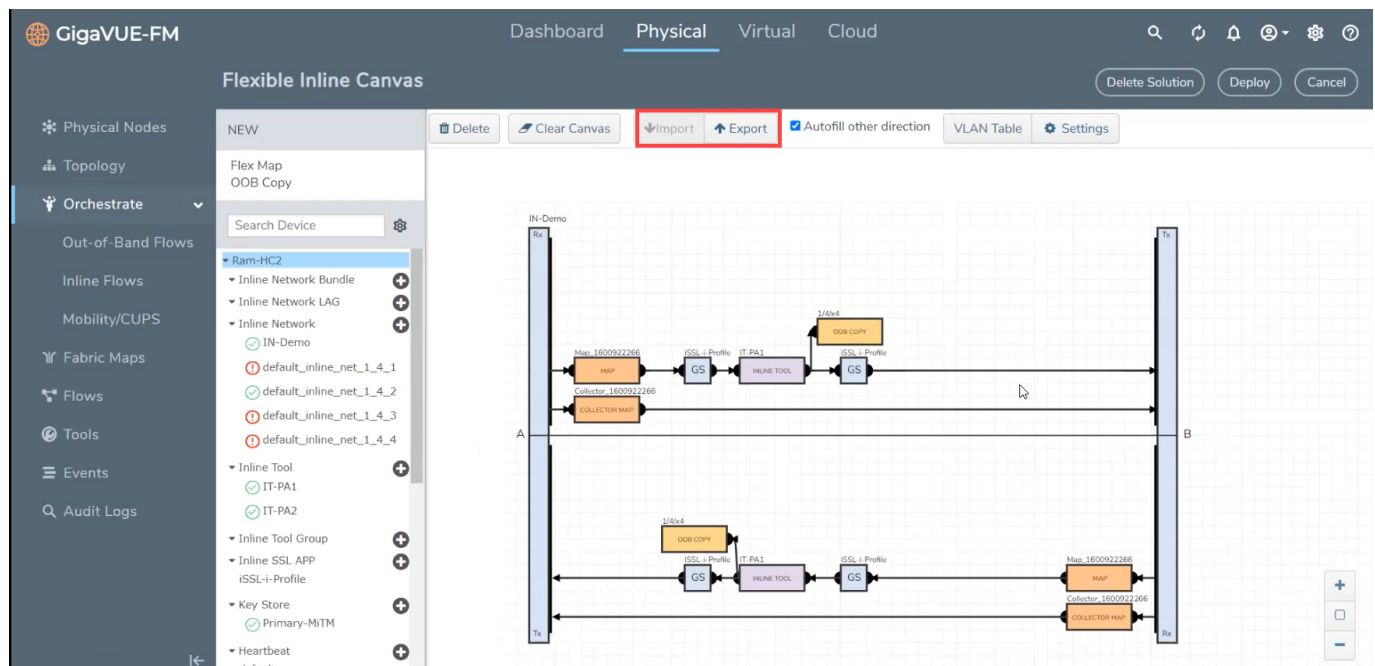 GigaVUE-FM
Dashboard Physical Virtual Cloud
Flexible Inline Canvas
Delete Solution Deploy Cancel
Physical Nodes
Topology
Orchestrate
Out-of-Band Flows
Inline Flows
Mobility/CUPS
Fabric Maps
Flows
Tools
Events
Audit Logs
NEW
Flex Map
OOB Copy
Search Device
Ram-HC2
Inline Network Bundle
Inline Network LAG
Inline Network
IN-Demo
default_inline_net_1_4_1
default_inline_net_1_4_2
default_inline_net_1_4_3
default_inline_net_1_4_4
Inline Tool
IT-PA1
IT-PA2
Inline Tool Group
Inline SSL APP
iSSL-i-Profile
Key Store
Primary-MiTM
Heartbeat
Delete Clear Canvas Import Export Autofill other direction VLAN Table Settings
IN-Demo
Rx Tx
1/4/x4
OOB COPY
Map_1600922266 iSSL-i-Profile IT-PA1 iSSL-i-Profile
MAP GS INLINE TOOL GS
Collector_1600922266
COLLECTOR MAP
A B
1/4/x4
OOB COPY
iSSL-i-Profile IT-PA1 iSSL-i-Profile Map_1600922266
GS INLINE TOOL GS MAP
Collector_1600922266
COLLECTOR MAP
Tx Rx